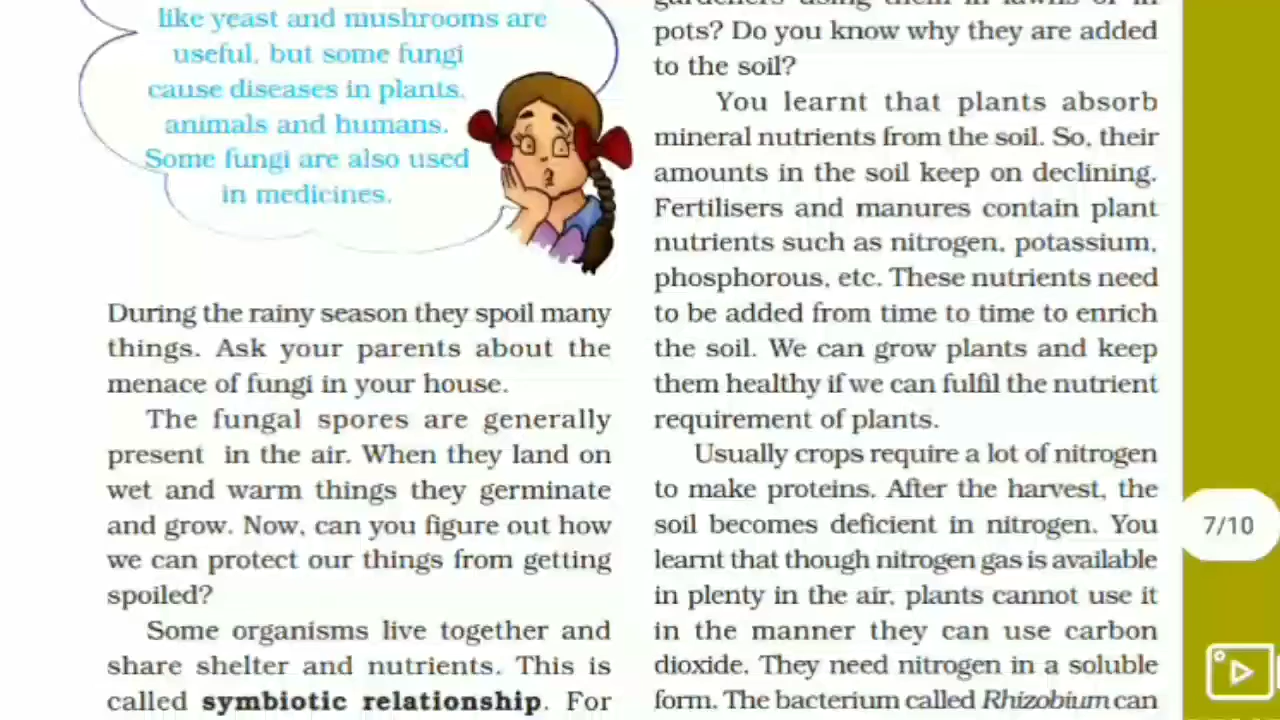 like yeast and mushrooms are
useful, but some fungi
cause diseases in plants,
animals and humans.
Some fungi are also used
in medicines.
During the rainy season they spoil many
things. Ask your parents about the
menace of fungi in your house.
The fungal spores are generally
present in the air. When they land on
wet and warm things they germinate
and grow. Now, can you figure out how
we can protect our things from getting
spoiled?
Some organisms live together and
share shelter and nutrients. This is
called symbiotic relationship. For
gardeners using them in lawns or in
pots? Do you know why they are added
to the soil?
You learnt that plants absorb
mineral nutrients from the soil. So, their
amounts in the soil keep on declining.
Fertilisers and manures contain plant
nutrients such as nitrogen, potassium,
phosphorous, etc. These nutrients need
to be added from time to time to enrich
the soil. We can grow plants and keep
them healthy if we can fulfil the nutrient
requirement of plants.
Usually crops require a lot of nitrogen
to make proteins. After the harvest, the
soil becomes deficient in nitrogen. You
learnt that though nitrogen gas is available
in plenty in the air, plants cannot use it
in the manner they can use carbon
dioxide. They need nitrogen in a soluble
form. The bacterium called Rhizobium can
7/10